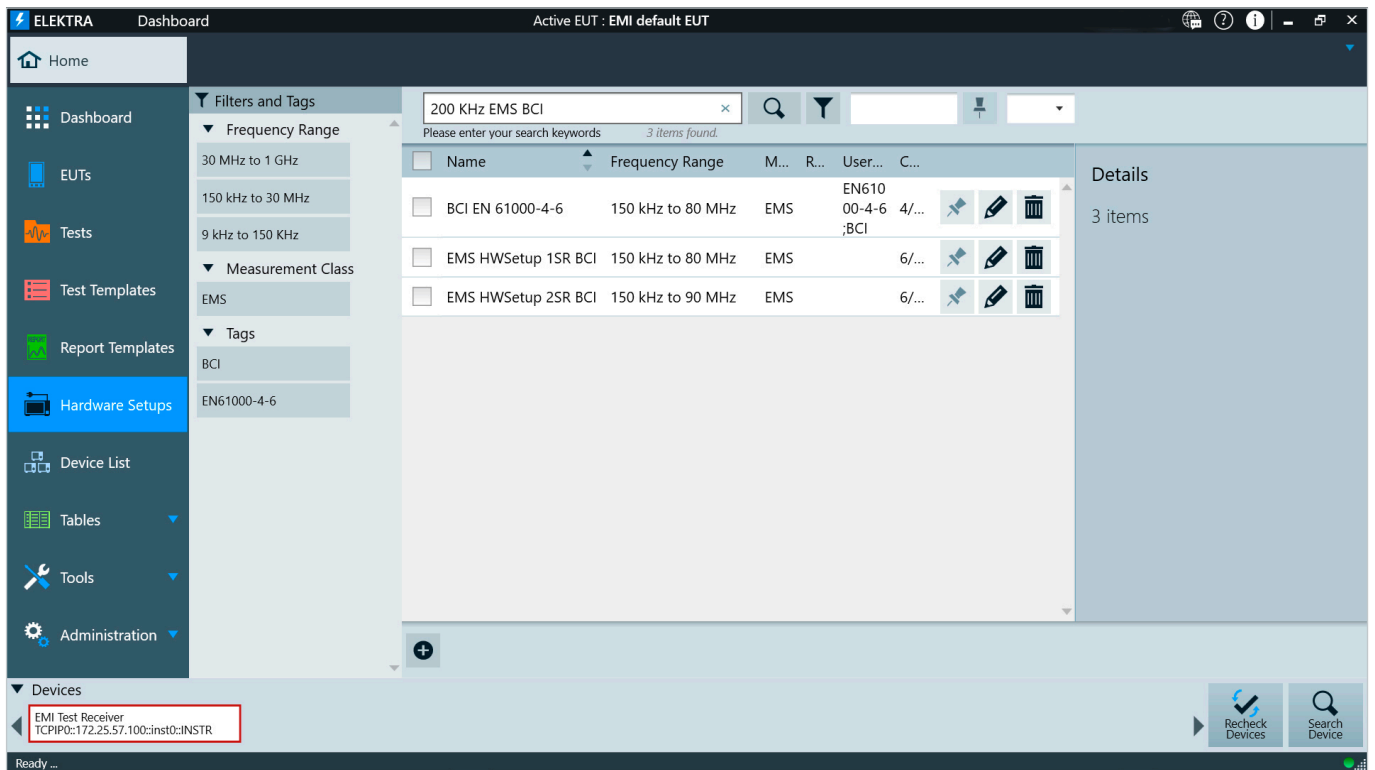 ELEKTRA Dashboard Active EUT : EMI default EUT
Home
Dashboard
EUTs
Tests
Test Templates
Report Templates
Hardware Setups
Device List
Tables
Tools
Administration
Filters and Tags
Frequency Range
30 MHz to 1 GHz
150 kHz to 30 MHz
9 kHz to 150 KHz
Measurement Class
EMS
Tags
BCI
EN61000-4-6
200 KHz EMS BCI
Please enter your search keywords 3 items found.
Name Frequency Range M... R... User... C...
BCI EN 61000-4-6 150 kHz to 80 MHz EMS EN610
00-4-6 4/...
;BCI
EMS HWSetup 1SR BCI 150 kHz to 80 MHz EMS 6/...
EMS HWSetup 2SR BCI 150 kHz to 90 MHz EMS 6/...
Details
3 items
Devices
EMI Test Receiver
TCPIP0::172.25.57.100::inst0::INSTR
Recheck
Devices
Search
Device
Ready ...